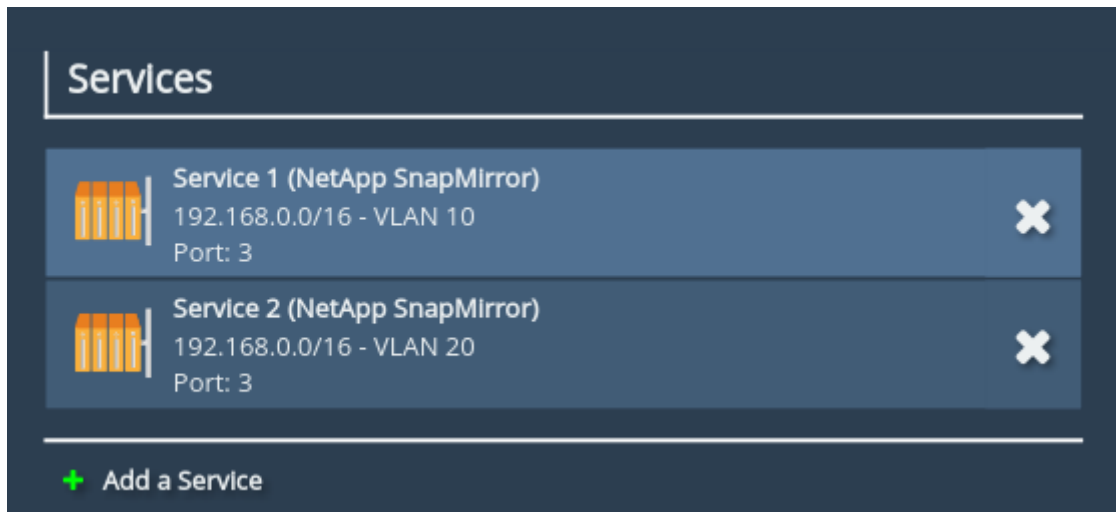 Services
Service 1 (NetApp SnapMirror)
192.168.0.0/16 - VLAN 10
Port: 3
Service 2 (NetApp SnapMirror)
192.168.0.0/16 - VLAN 20
Port: 3
Add a Service